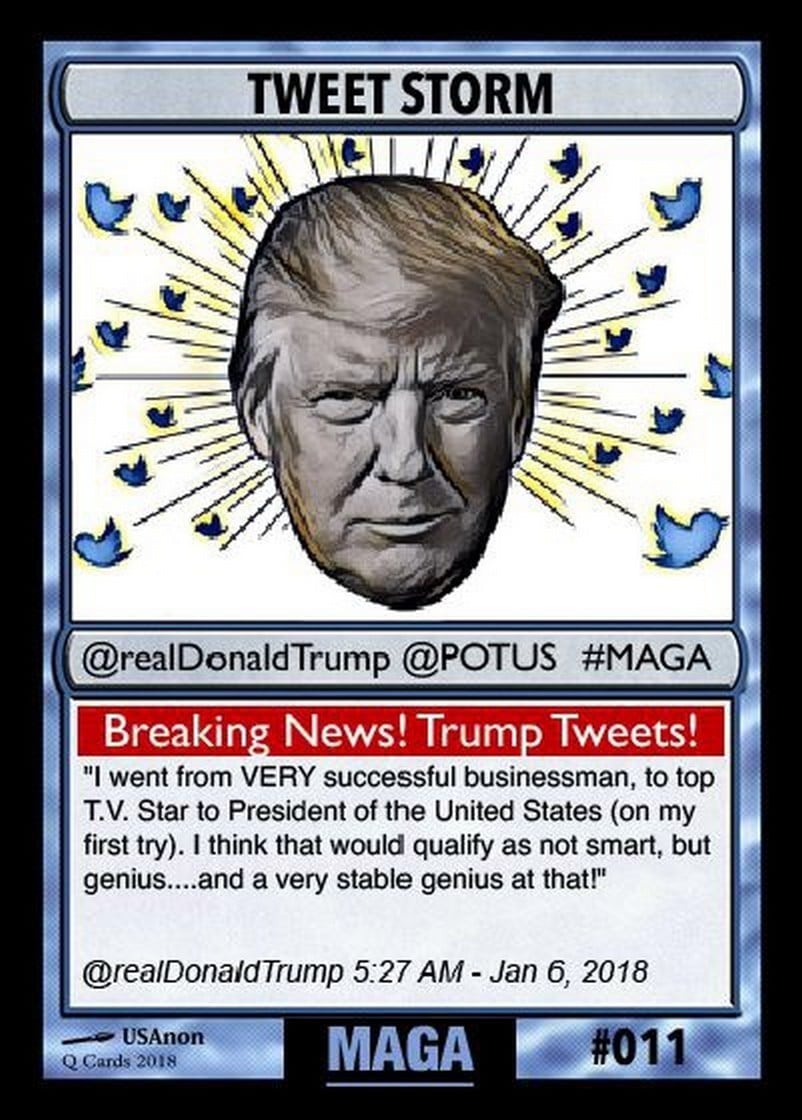 TWEET STORM
@realDonaldTrump @POTUS #MAGA
Breaking News! Trump Tweets!
"I went from VERY successful businessman, to top
T.V. Star to President of the United States (on my
first try). I think that would qualify as not smart, but
genius....and a very stable genius at that!"
@realDonaldTrump 5:27 AM - Jan 6, 2018
USAnon
Q Cards 2018
MAGA
#011